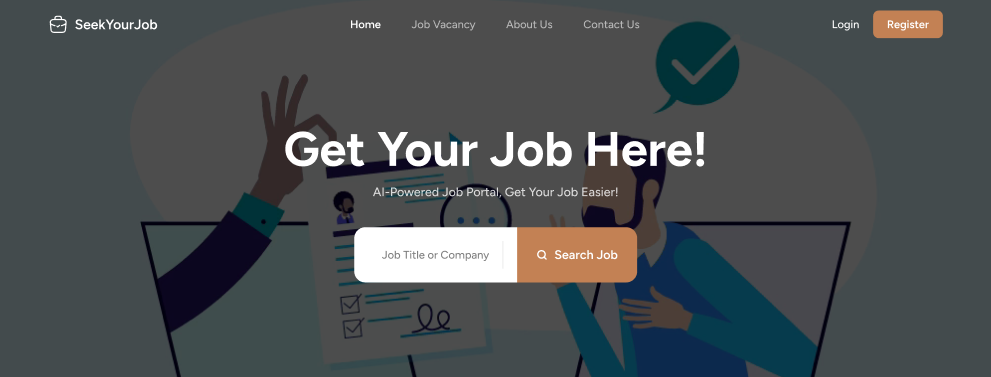 SeekYourJob
Home
Job Vacancy
About Us
Contact Us
Login
Register
Get Your Job Here!
AI-Powered Job Portal, Get Your Job Easier!
Job Title or Company
Search Job